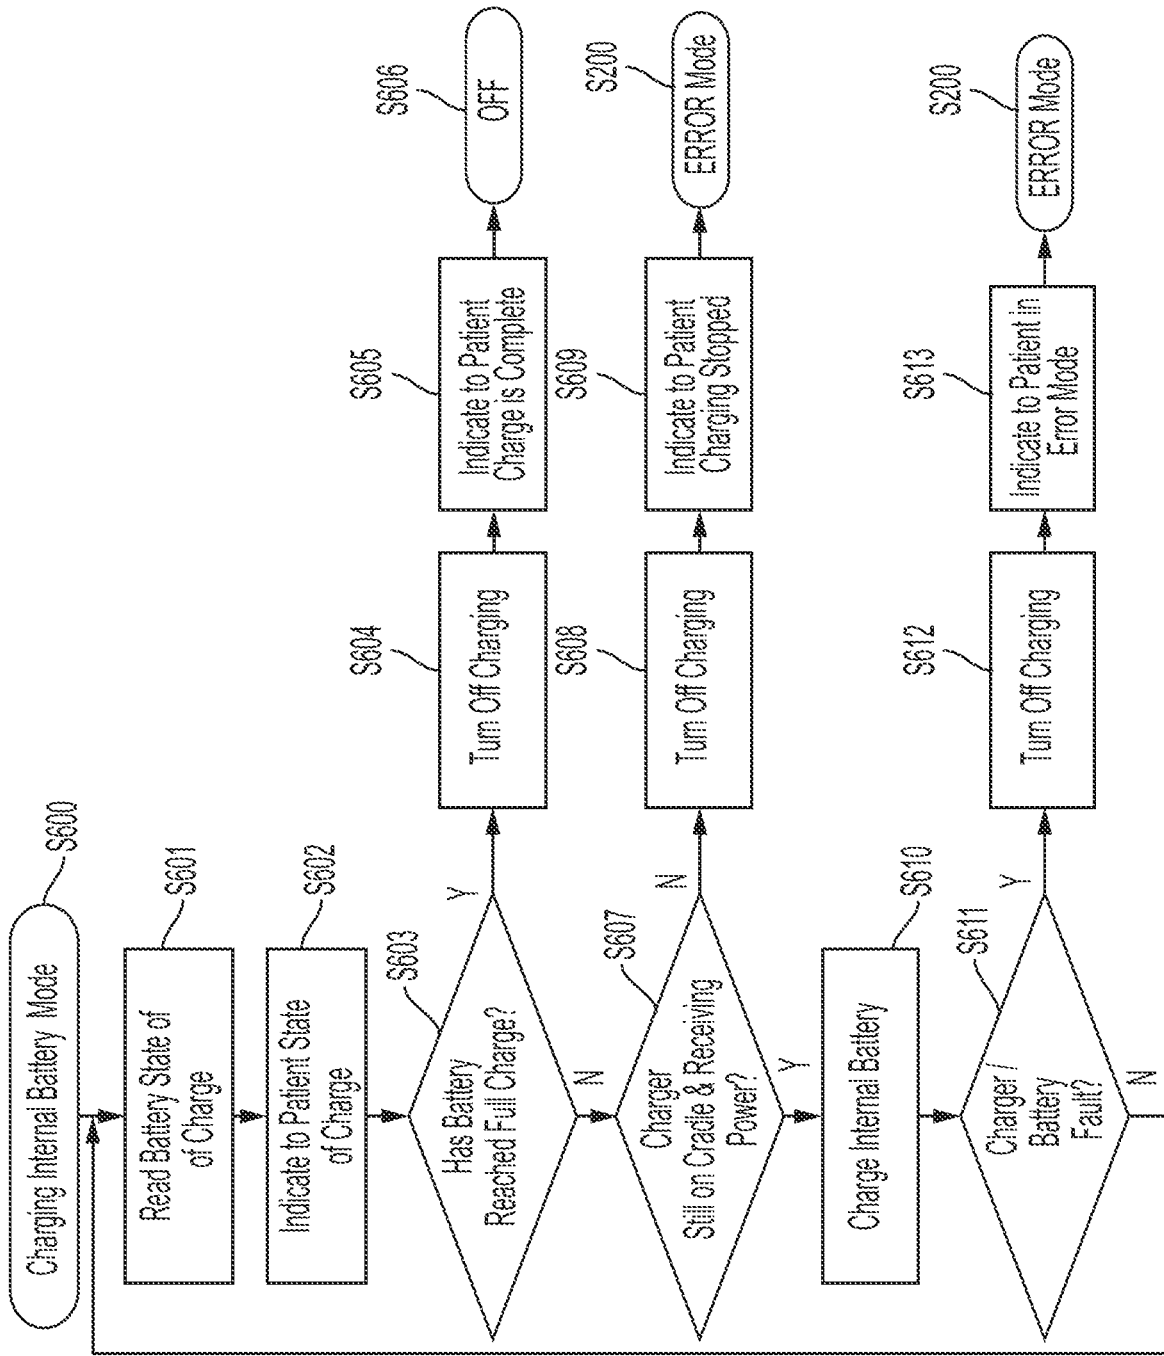 Charging Internal Battery Mode
S600
Read Battery State of
of Charge
S601
Indicate to Patient State
of Charge
S602
Has Battery
Reached Full Charge?
S603
Y
N
Turn Off Charging
S604
Indicate to Patient
Charge is Complete
S605
OFF
S606
Charger
Still on Cradle & Receiving
Power?
S607
N
Y
Turn Off Charging
S608
Indicate to Patient
Charging Stopped
S609
ERROR Mode
S200
Charge Internal Battery
S610
Charger /
Battery
Fault?
S611
Y
N
Turn Off Charging
S612
Indicate to Patient in
Error Mode
S613
ERROR Mode
S200